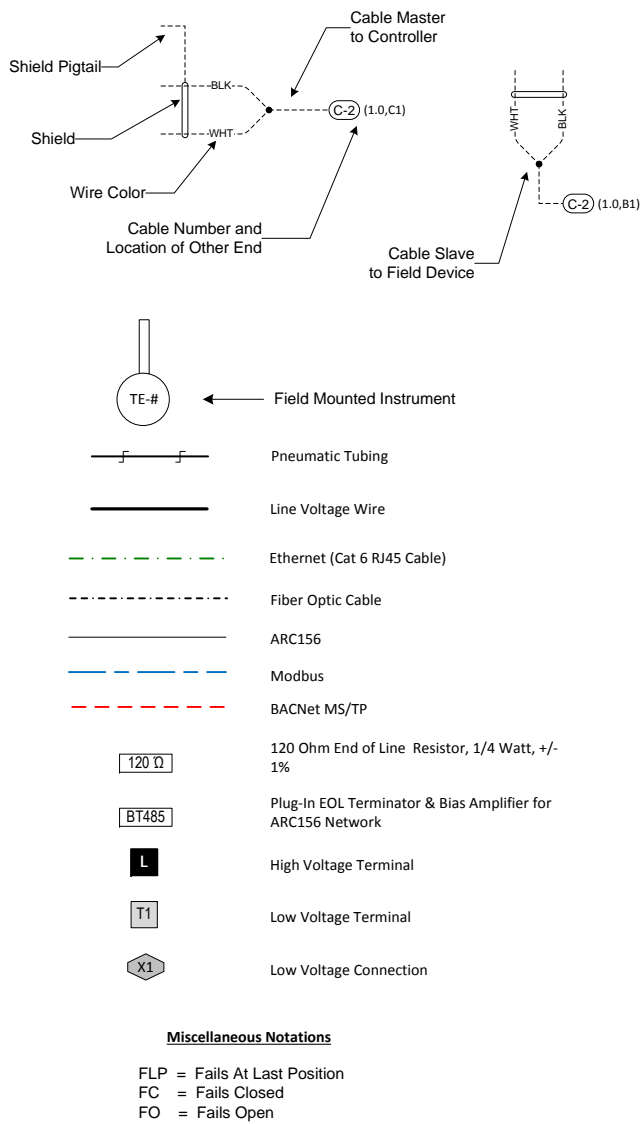 Cable Master
to Controller
Shield Pigtail
BLK
C-2 (1.0,C1)
Shield
WHT
Wire Color
Cable Number and
Location of Other End
WHT
BLK
C-2 (1.0,B1)
Cable Slave
to Field Device
TE-#
Field Mounted Instrument
Pneumatic Tubing
Line Voltage Wire
Ethernet (Cat 6 RJ45 Cable)
Fiber Optic Cable
ARC156
Modbus
BACNet MS/TP
120 Ω
120 Ohm End of Line Resistor, 1/4 Watt, +/-
1%
BT485
Plug-In EOL Terminator & Bias Amplifier for
ARC156 Network
L
High Voltage Terminal
T1
Low Voltage Terminal
X1
Low Voltage Connection
Miscellaneous Notations
FLP = Fails At Last Position
FC = Fails Closed
FO = Fails Open